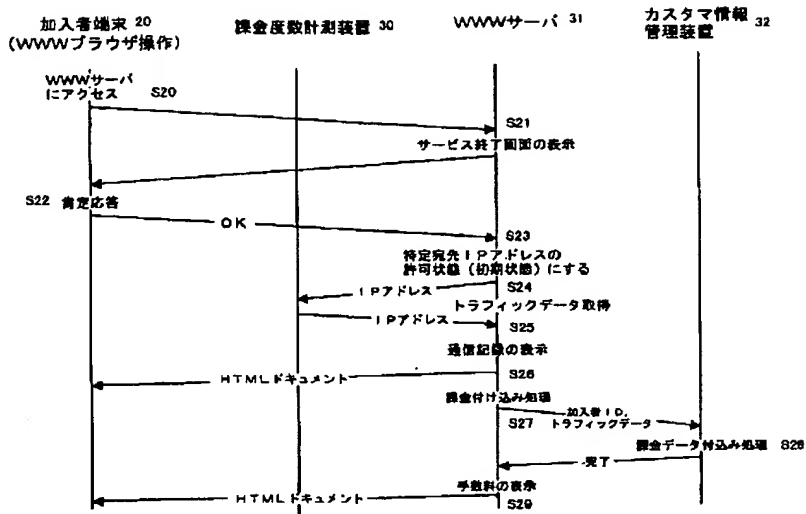 加入者端末 20
(WWWブラウザ操作)
課金度数計測装置 30
WWWサーバ 31
カスタマ情報 32
管理装置
WWWサーバ
にアクセス S20
S21
サービス終了画面の表示
S22 肯定応答
OK
S23
特定宛先IPアドレスの
許可状態(初期状態)にする
S24
IPアドレス
トラフィックデータ取得
IPアドレス
S25
通信記録の表示
S26
HTMLドキュメント
課金付け込み処理
加入者ID,
S27 トラフィックデータ
課金データ付込み処理 S28
完了
手数料の表示
HTMLドキュメント
S29